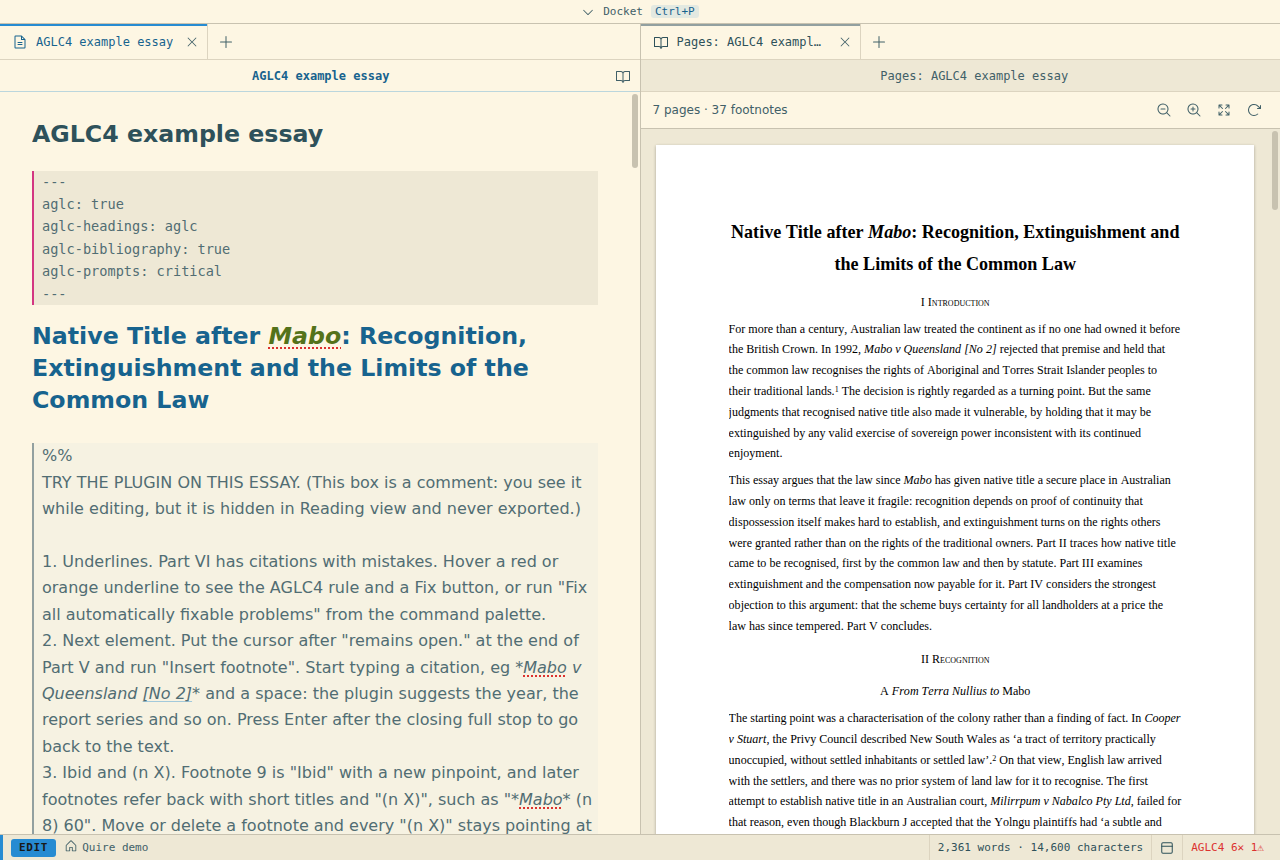 Docket Ctrl+P
AGLC4 example essay
AGLC4 example essay
AGLC4 example essay
---
aglc: true
aglc-headings: aglc
aglc-bibliography: true
aglc-prompts: critical
---
Native Title after Mabo: Recognition,
Extinguishment and the Limits of the
Common Law
%%
TRY THE PLUGIN ON THIS ESSAY. (This box is a comment: you see it
while editing, but it is hidden in Reading view and never exported.)
1. Underlines. Part VI has citations with mistakes. Hover a red or
orange underline to see the AGLC4 rule and a Fix button, or run "Fix
all automatically fixable problems" from the command palette.
2. Next element. Put the cursor after "remains open." at the end of
Part V and run "Insert footnote". Start typing a citation, eg *Mabo v
Queensland [No 2]* and a space: the plugin suggests the year, the
report series and so on. Press Enter after the closing full stop to go
back to the text.
3. Ibid and (n X). Footnote 9 is "Ibid" with a new pinpoint, and later
footnotes refer back with short titles and "(n X)", such as "*Mabo* (n
8) 60". Move or delete a footnote and every "(n X)" stays pointing at
Pages: AGLC4 exampl…
Pages: AGLC4 example essay
7 pages · 37 footnotes
Native Title after Mabo: Recognition, Extinguishment and
the Limits of the Common Law
I Introduction
For more than a century, Australian law treated the continent as if no one had owned it before
the British Crown. In 1992, Mabo v Queensland [No 2] rejected that premise and held that
the common law recognises the rights of Aboriginal and Torres Strait Islander peoples to
their traditional lands.1 The decision is rightly regarded as a turning point. But the same
judgments that recognised native title also made it vulnerable, by holding that it may be
extinguished by any valid exercise of sovereign power inconsistent with its continued
enjoyment.
This essay argues that the law since Mabo has given native title a secure place in Australian
law only on terms that leave it fragile: recognition depends on proof of continuity that
dispossession itself makes hard to establish, and extinguishment turns on the rights others
were granted rather than on the rights of the traditional owners. Part II traces how native title
came to be recognised, first by the common law and then by statute. Part III examines
extinguishment and the compensation now payable for it. Part IV considers the strongest
objection to this argument: that the scheme buys certainty for all landholders at a price the
law has since tempered. Part V concludes.
II Recognition
A From Terra Nullius to Mabo
The starting point was a characterisation of the colony rather than a finding of fact. In Cooper
v Stuart, the Privy Council described New South Wales as ‘a tract of territory practically
unoccupied, without settled inhabitants or settled law’.2 On that view, English law arrived
with the settlers, and there was no prior system of land law for it to recognise. The first
attempt to establish native title in an Australian court, Milirrpum v Nabalco Pty Ltd, failed for
that reason, even though Blackburn J accepted that the Yolngu plaintiffs had ‘a subtle and
EDIT Quire demo
2,361 words · 14,600 characters
AGLC4 6× 1⚠